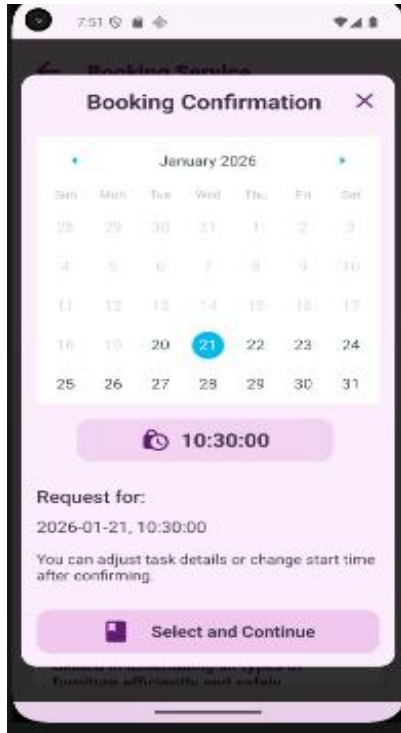 7:51
Booking Service
Booking Confirmation
January 2026
Sun Mon Tue Wed Thu Fri Sat
28 29 30 31 1 2 3
4 5 6 7 8 9 10
11 12 13 14 15 16 17
18 19 20 21 22 23 24
25 26 27 28 29 30 31
10:30:00
Request for:
2026-01-21, 10:30:00
You can adjust task details or change start time
after confirming.
Select and Continue
furniture efficiently and safely